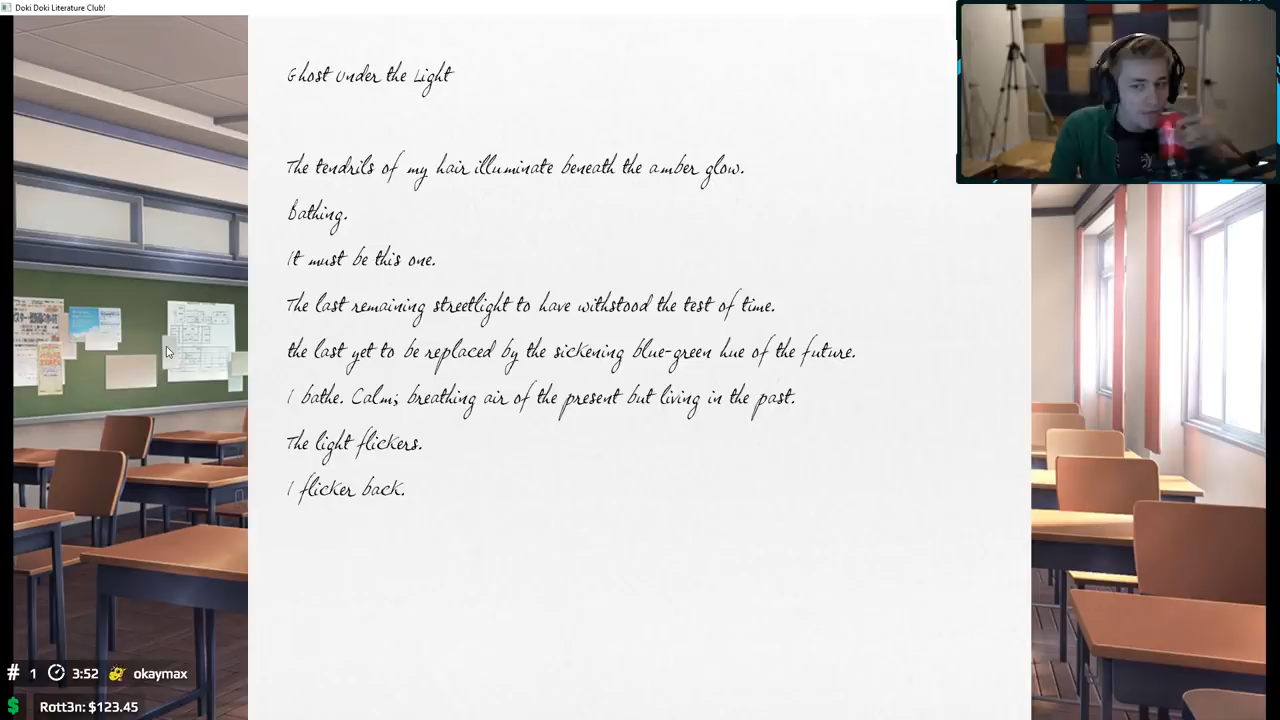 Doki Doki Literature Club!
Ghost Under the Light
The tendrils of my hair illuminate beneath the amber glow.
Bathing.
It must be this one.
The last remaining streetlight to have withstood the test of time.
the last yet to be replaced by the sickening blue-green hue of the future.
I bathe. Calm; breathing air of the present but living in the past.
The light flickers.
I flicker back.
# 1 3:52 okaymax
$ Rott3n: $123.45